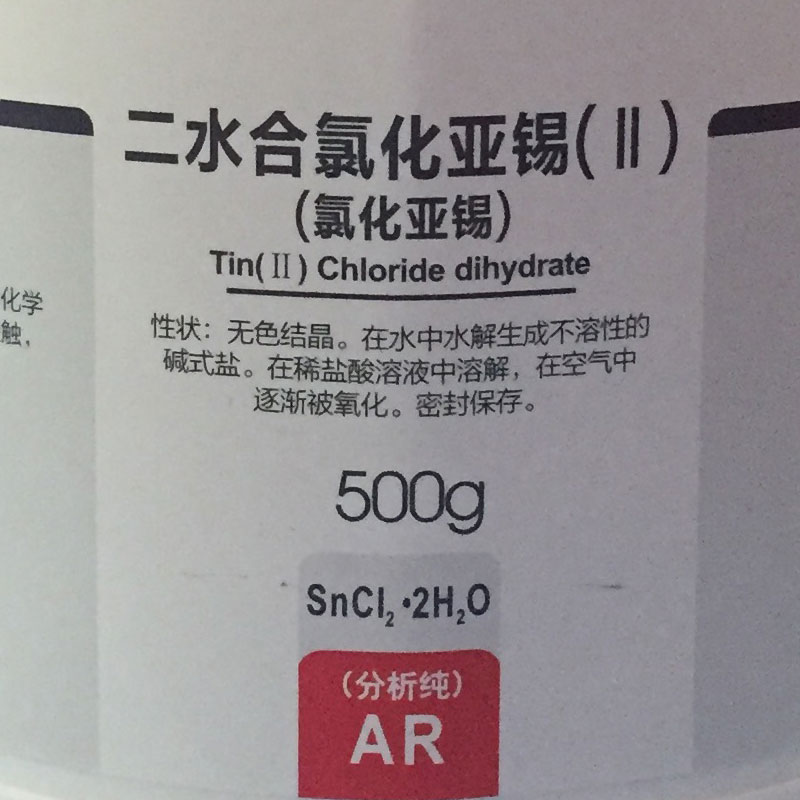 二水合氯化亚锡(Ⅱ)
(氯化亚锡)
Tin(Ⅱ) Chloride dihydrate
化学
触，
性状：无色结晶。在水中水解生成不溶性的
碱式盐。在稀盐酸溶液中溶解，在空气中
逐渐被氧化。密封保存。
500g
SnCl₂·2H₂O
(分析纯)
AR